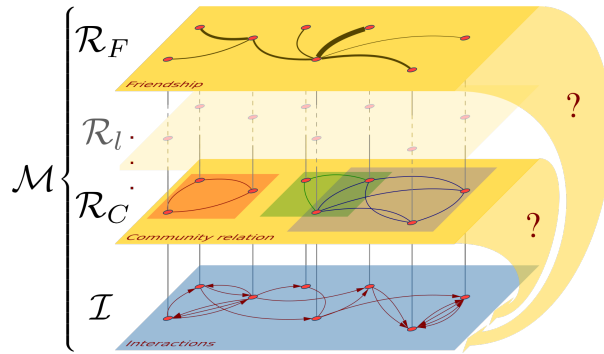 ℛ_F
Friendship
?
ℛ_l
ℳ
ℛ_C
?
Community relation
ℐ
Interactions